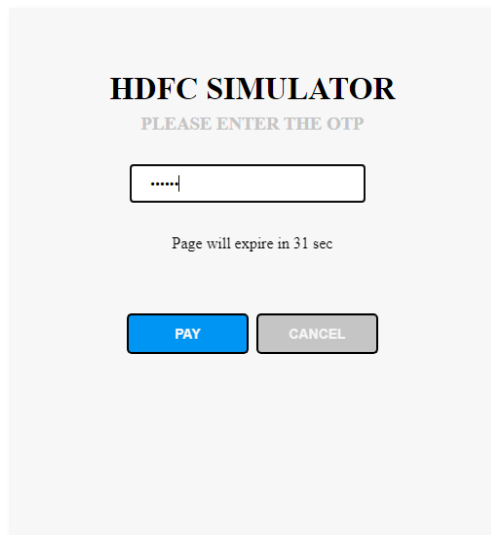 HDFC SIMULATOR
PLEASE ENTER THE OTP
••••••
Page will expire in 31 sec
PAY
CANCEL